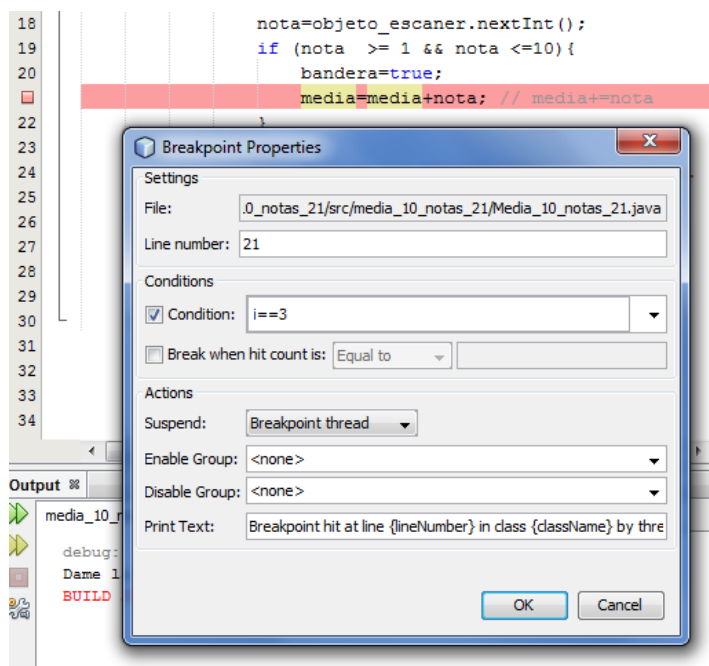 18 nota=objeto_escaner.nextInt();
19 if (nota >= 1 && nota <=10){
20 bandera=true;
media=media+nota; // media+=nota
22 }
23
24
25
26
27
28
29
30
31
32
33
34
Breakpoint Properties
Settings
File: .0_notas_21/src/media_10_notas_21/Media_10_notas_21.java
Line number: 21
Conditions
Condition: i==3
Break when hit count is: Equal to
Actions
Suspend: Breakpoint thread
Enable Group: <none>
Disable Group: <none>
Print Text: Breakpoint hit at line {lineNumber} in class {className} by thre
OK Cancel
Output
media_10_n
debug:
Dame l
BUILD